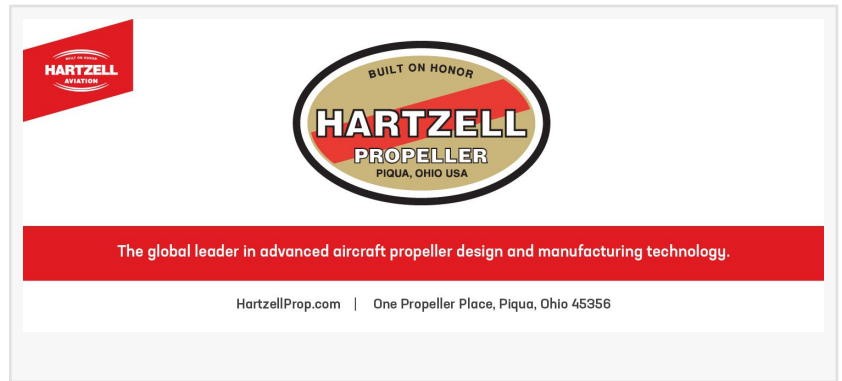 BUILT ON HONOR
HARTZELL
AVIATION
BUILT ON HONOR
HARTZELL
PROPELLER
PIQUA, OHIO USA
The global leader in advanced aircraft propeller design and manufacturing technology.
HartzellProp.com | One Propeller Place, Piqua, Ohio 45356